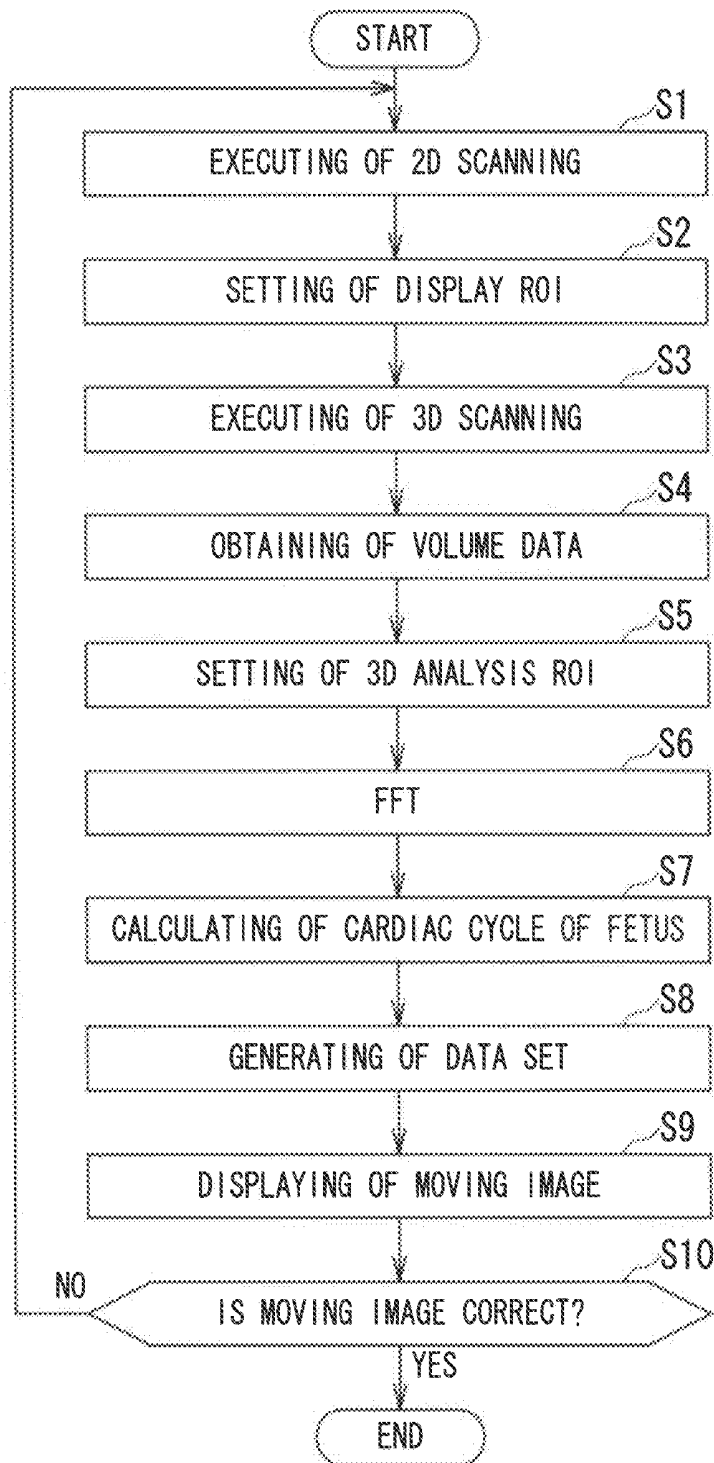 START
S1
EXECUTING OF 2D SCANNING
S2
SETTING OF DISPLAY ROI
S3
EXECUTING OF 3D SCANNING
S4
OBTAINING OF VOLUME DATA
S5
SETTING OF 3D ANALYSIS ROI
S6
FFT
S7
CALCULATING OF CARDIAC CYCLE OF FETUS
S8
GENERATING OF DATA SET
S9
DISPLAYING OF MOVING IMAGE
S10
NO
IS MOVING IMAGE CORRECT?
YES
END